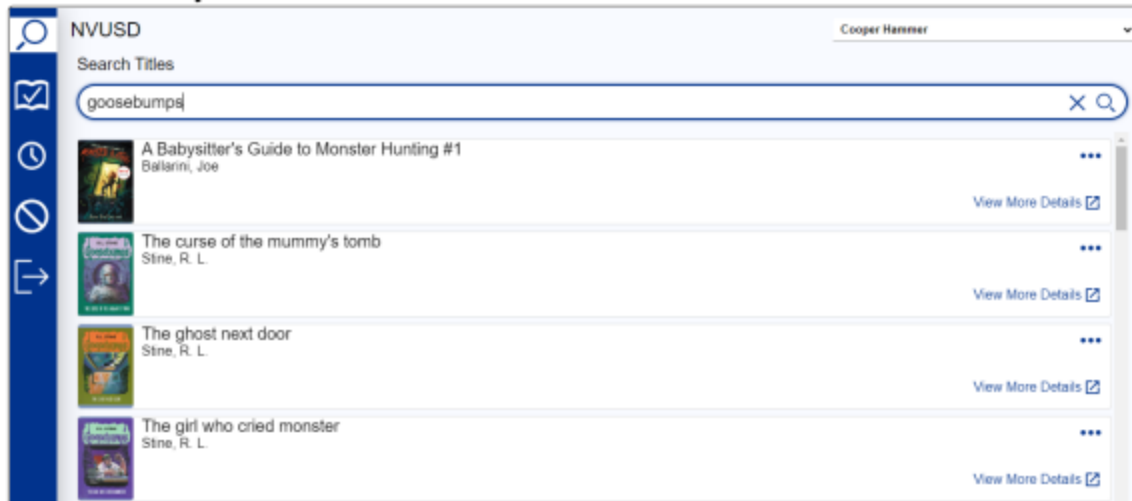 NVUSD
Cooper Hammer
Search Titles
goosebumps
A Babysitter's Guide to Monster Hunting #1
Ballarini, Joe
View More Details
The curse of the mummy's tomb
Stine, R. L.
View More Details
The ghost next door
Stine, R. L.
View More Details
The girl who cried monster
Stine, R. L.
View More Details